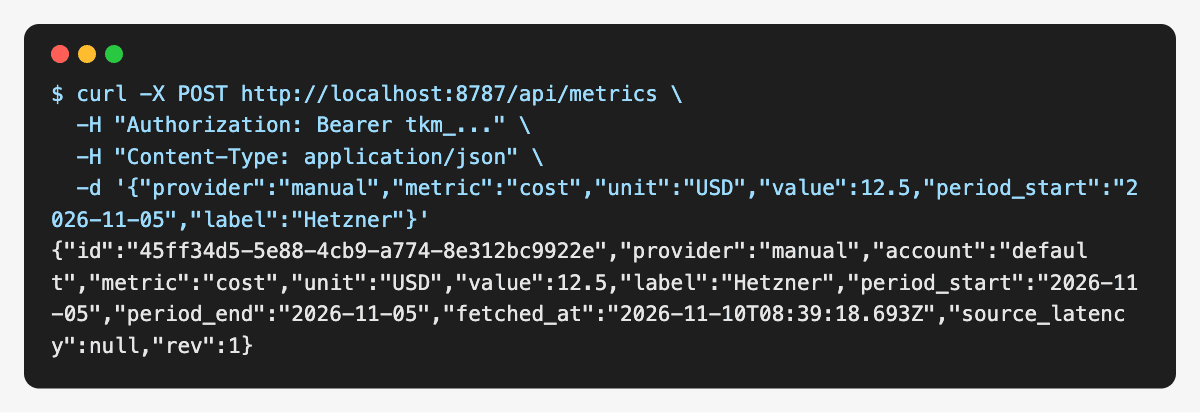 $ curl -X POST http://localhost:8787/api/metrics \
  -H "Authorization: Bearer tkm_..." \
  -H "Content-Type: application/json" \
  -d '{"provider":"manual","metric":"cost","unit":"USD","value":12.5,"period_start":"2
026-11-05","label":"Hetzner"}'
{"id":"45ff34d5-5e88-4cb9-a774-8e312bc9922e","provider":"manual","account":"defaul
t","metric":"cost","unit":"USD","value":12.5,"label":"Hetzner","period_start":"2026-11
-05","period_end":"2026-11-05","fetched_at":"2026-11-10T08:39:18.693Z","source_latenc
y":null,"rev":1}